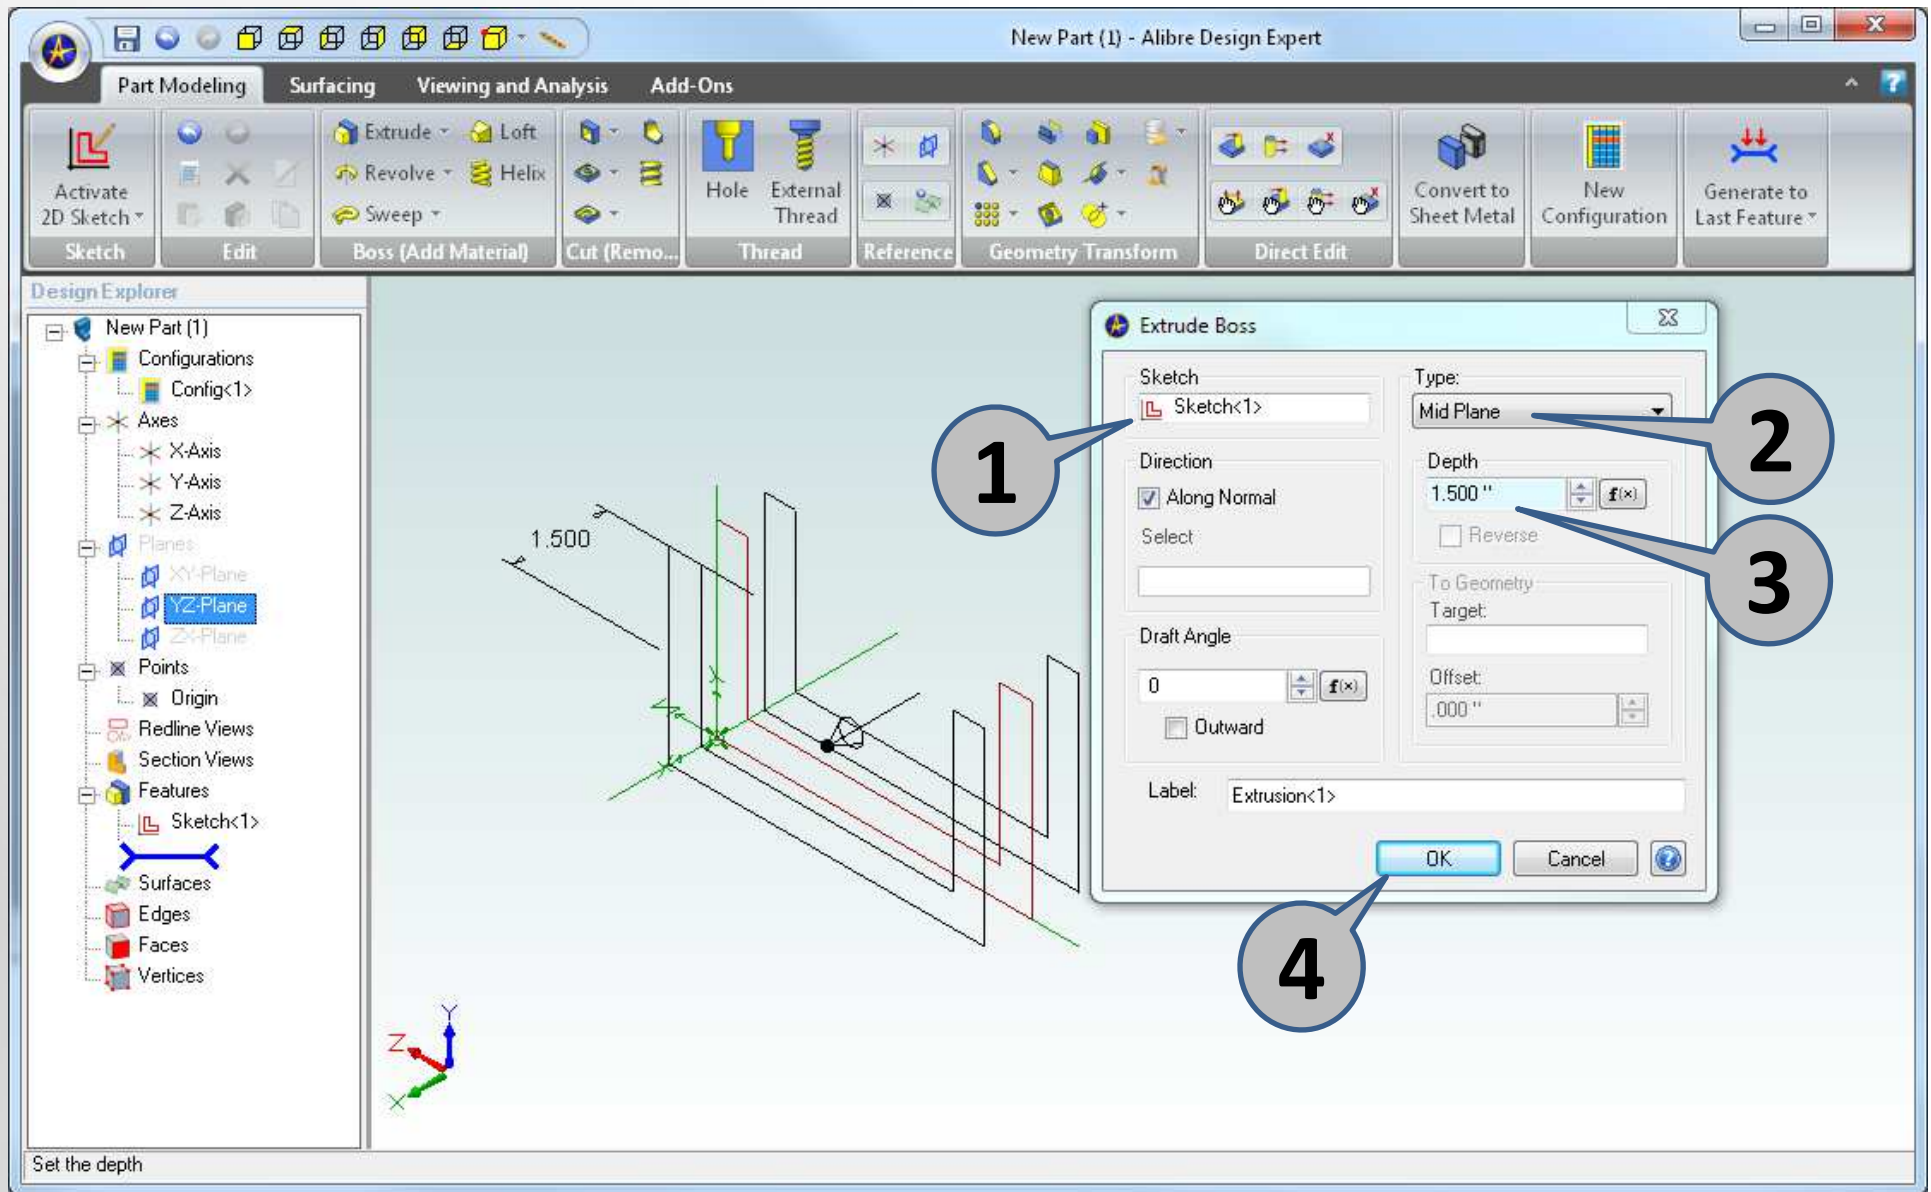 New Part (1) - Alibre Design Expert
Part Modeling Surfacing Viewing and Analysis Add-Ons
Activate
2D Sketch
Sketch
Edit
Extrude Loft
Revolve Helix
Sweep
Boss (Add Material)
Cut (Remo...
Hole External
Thread
Thread
Reference
Geometry Transform
Direct Edit
Convert to
Sheet Metal
New
Configuration
Generate to
Last Feature
Design Explorer
New Part (1)
Configurations
Config<1>
Axes
X-Axis
Y-Axis
Z-Axis
Planes
XY-Plane
YZ-Plane
ZX-Plane
Points
Origin
Redline Views
Section Views
Features
Sketch<1>
Surfaces
Edges
Faces
Vertices
1.500
Y
Z
X
Extrude Boss
Sketch
Sketch<1>
1
Direction
Along Normal
Select
Draft Angle
0
f(x)
Outward
Type:
Mid Plane
2
Depth
1.500 "
f(x)
Reverse
3
To Geometry
Target:
Offset:
.000 "
Label: Extrusion<1>
OK Cancel
4
Set the depth